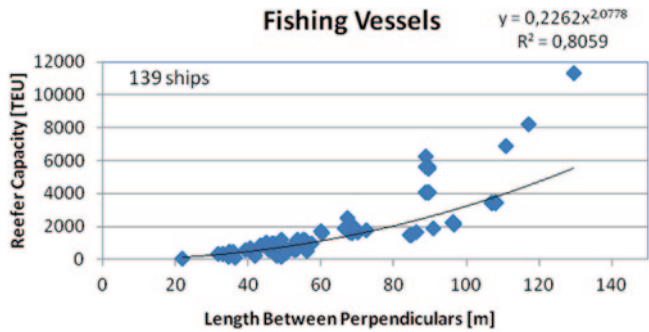 Fishing Vessels
y = 0,2262x^2,0778
R² = 0,8059
139 ships
Reefer Capacity [TEU]
12000
10000
8000
6000
4000
2000
0
0 20 40 60 80 100 120 140
Length Between Perpendiculars [m]